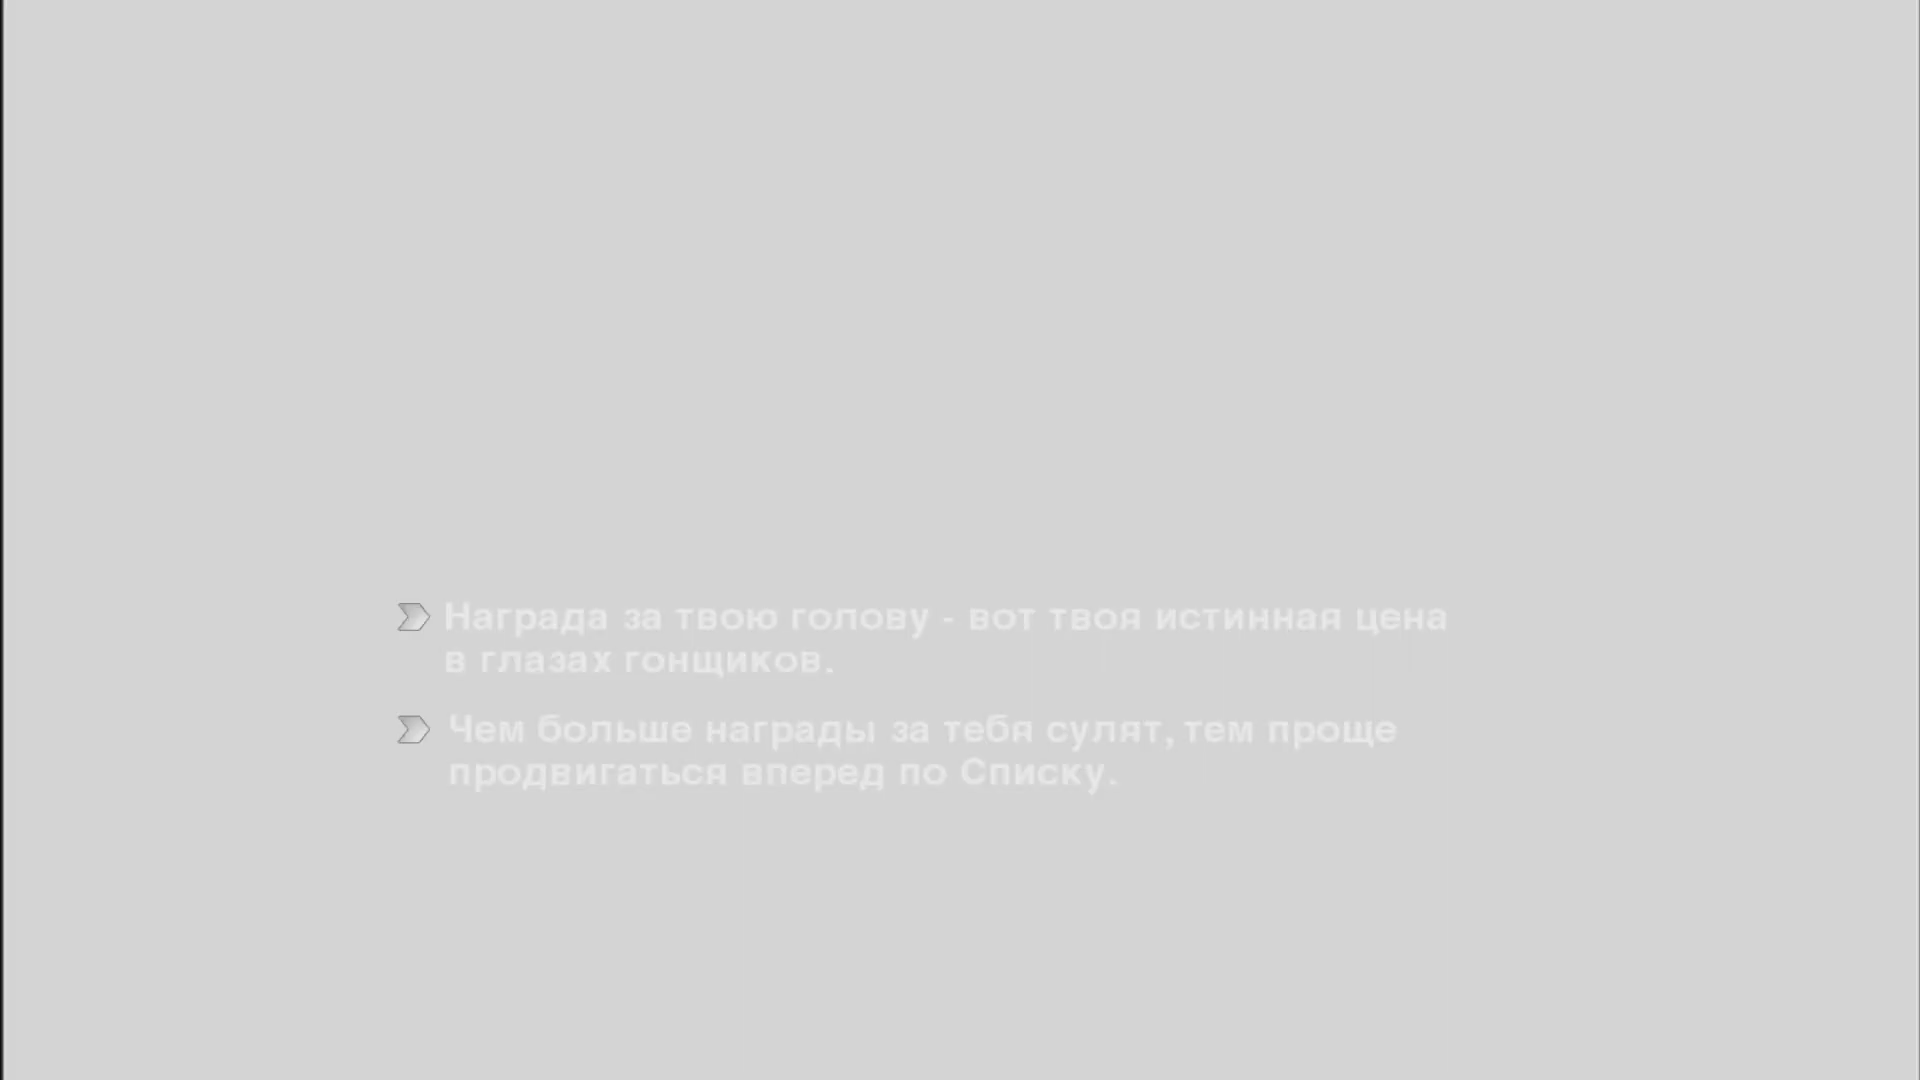 Награда за твою голову - вот твоя истинная цена
в глазах гонщиков.
Чем больше награды за тебя сулят, тем проще
продвигаться вперед по Списку.